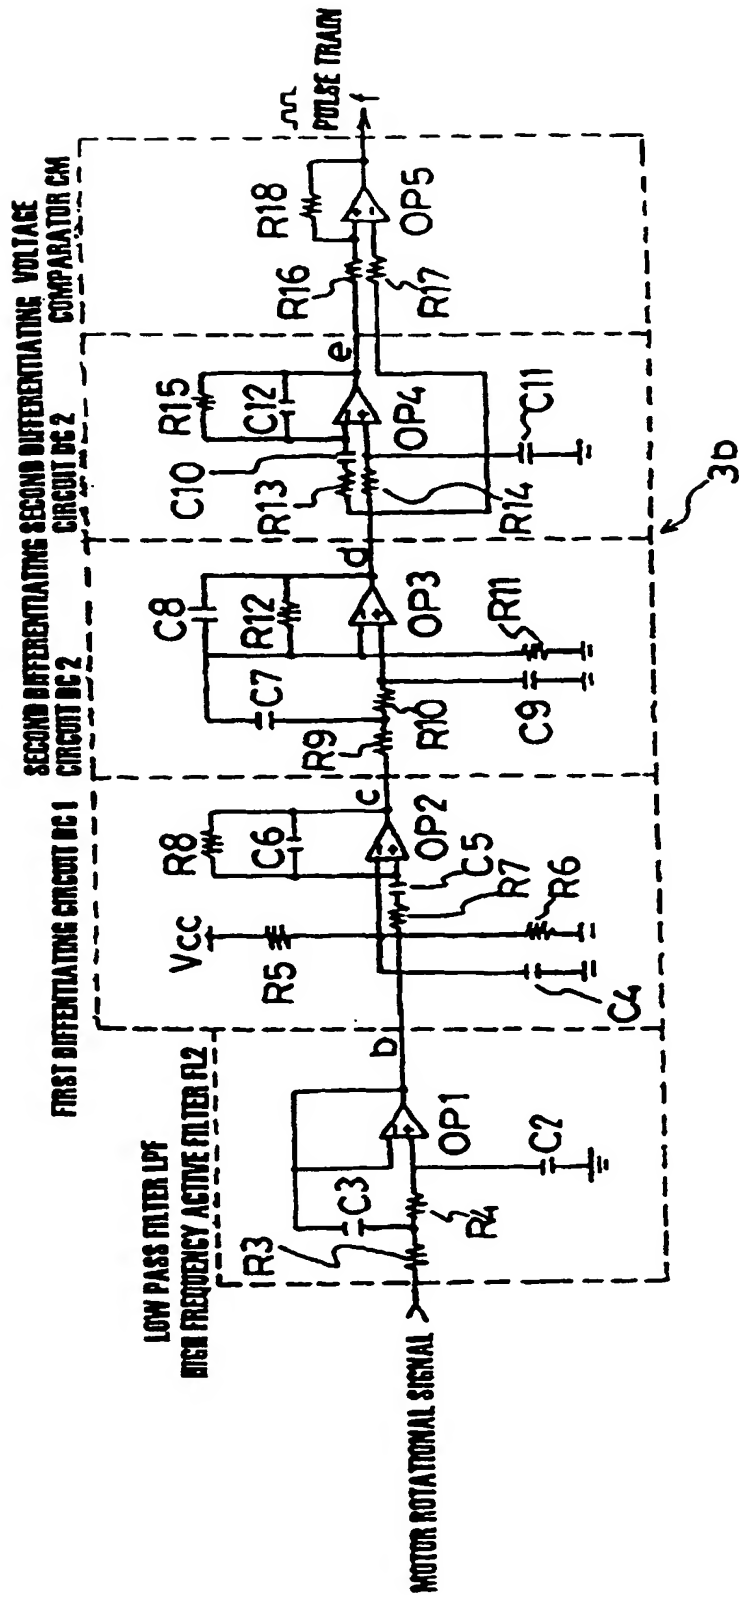 LOW PASS FILTER LPF
HIGH FREQUENCY ACTIVE FILTER FL2
FIRST DIFFENTIATING CIRCUIT DC1
SECOND DIFFERENTIATING
CIRCUIT DC 2
SECOND DIFFERENTIATING
CIRCUIT DC 2
VOLTAGE
COMPARATOR CM
MOTOR ROTATIONAL SIGNAL
R3
C3
R4
OP1
C2
b
Vcc
R5
C4
R8
C6
OP2
C5
R7
R6
c
R9
C7
C8
R12
OP3
R10
C9
R11
d
C10
R13
R15
C12
OP4
R14
C11
e
R16
R18
OP5
R17
PULSE TRAIN
f
3b